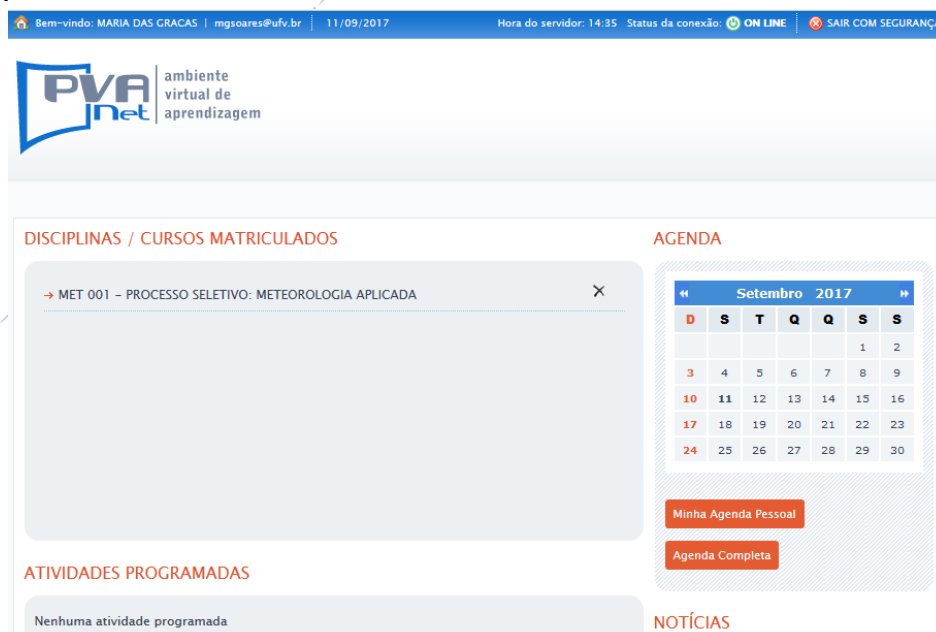 Bem-vindo: MARIA DAS GRACAS | mgsoares@ufv.br | 11/09/2017 Hora do servidor: 14:35 Status da conexão: ON LINE SAIR COM SEGURANÇA
PVA
Net
ambiente
virtual de
aprendizagem
DISCIPLINAS / CURSOS MATRICULADOS
→ MET 001 – PROCESSO SELETIVO: METEOROLOGIA APLICADA
AGENDA
Setembro 2017
D S T Q Q S S
1 2
3 4 5 6 7 8 9
10 11 12 13 14 15 16
17 18 19 20 21 22 23
24 25 26 27 28 29 30
Minha Agenda Pessoal
Agenda Completa
ATIVIDADES PROGRAMADAS
Nenhuma atividade programada
NOTÍCIAS